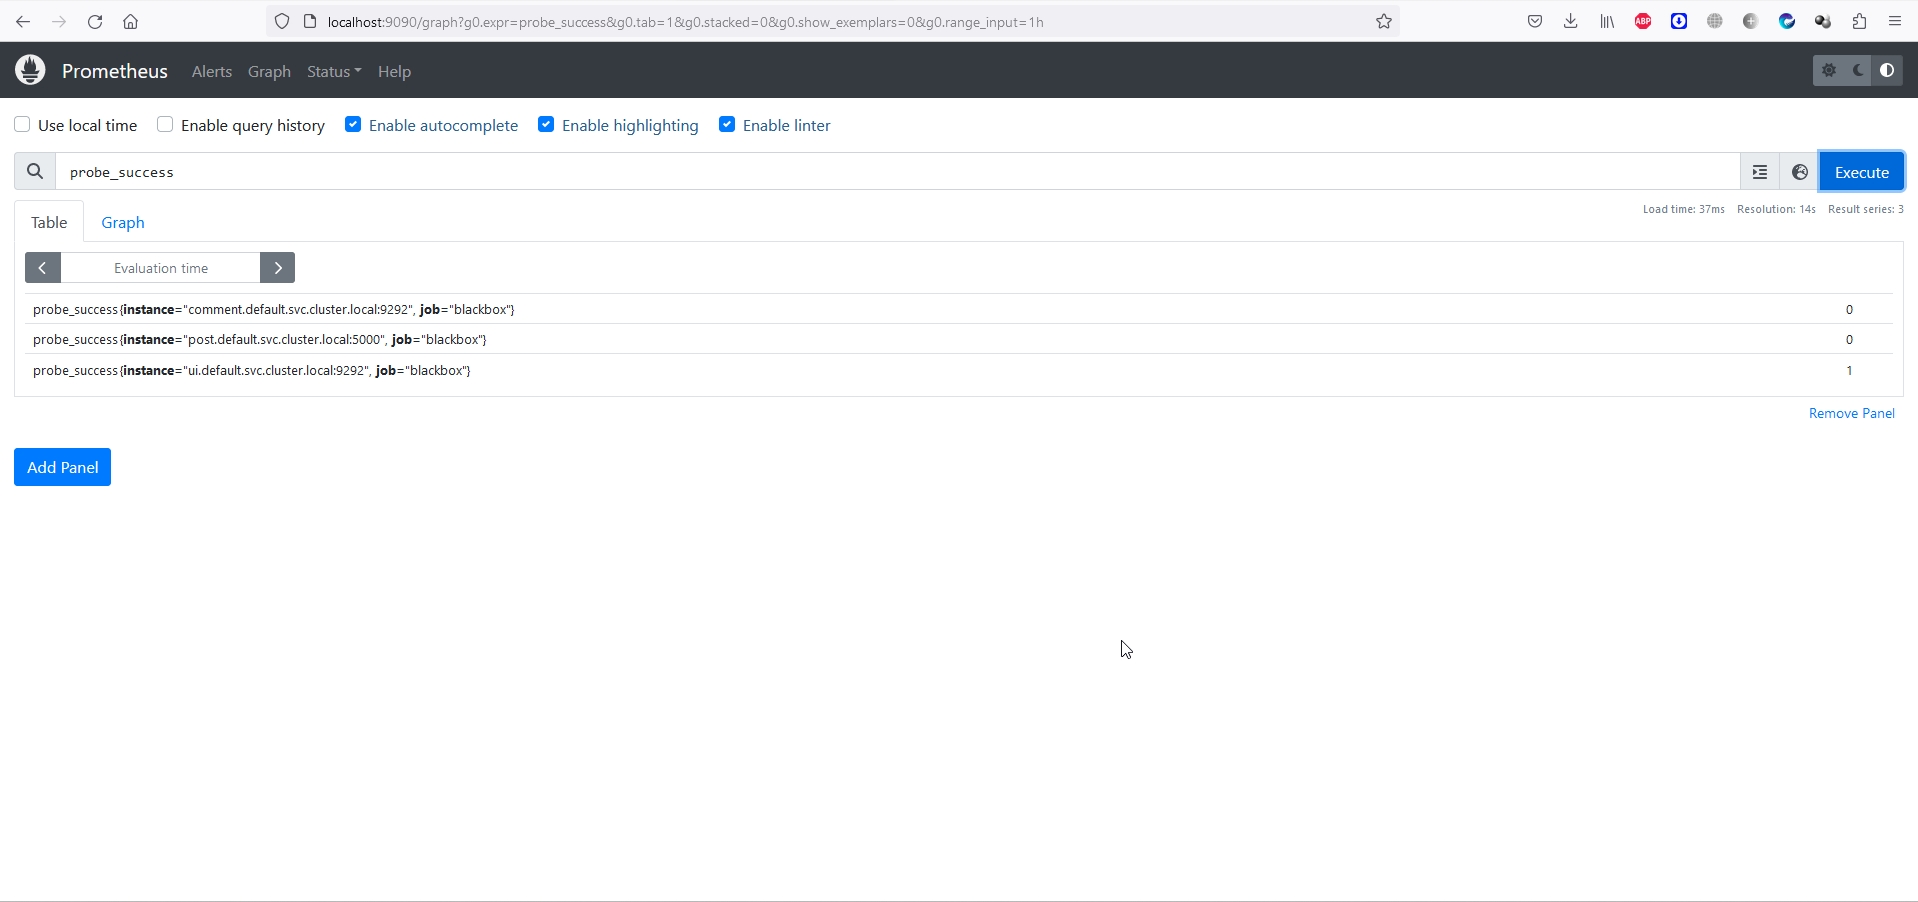 localhost:9090/graph?g0.expr=probe_success&g0.tab=1&g0.stacked=0&g0.show_exemplars=0&g0.range_input=1h
ABP
Prometheus Alerts Graph Status Help
Use local time Enable query history Enable autocomplete Enable highlighting Enable linter
probe_success Execute
Table Graph Load time: 37ms Resolution: 14s Result series: 3
Evaluation time
probe_success{instance="comment.default.svc.cluster.local:9292", job="blackbox"} 0
probe_success{instance="post.default.svc.cluster.local:5000", job="blackbox"} 0
probe_success{instance="ui.default.svc.cluster.local:9292", job="blackbox"} 1
Remove Panel
Add Panel